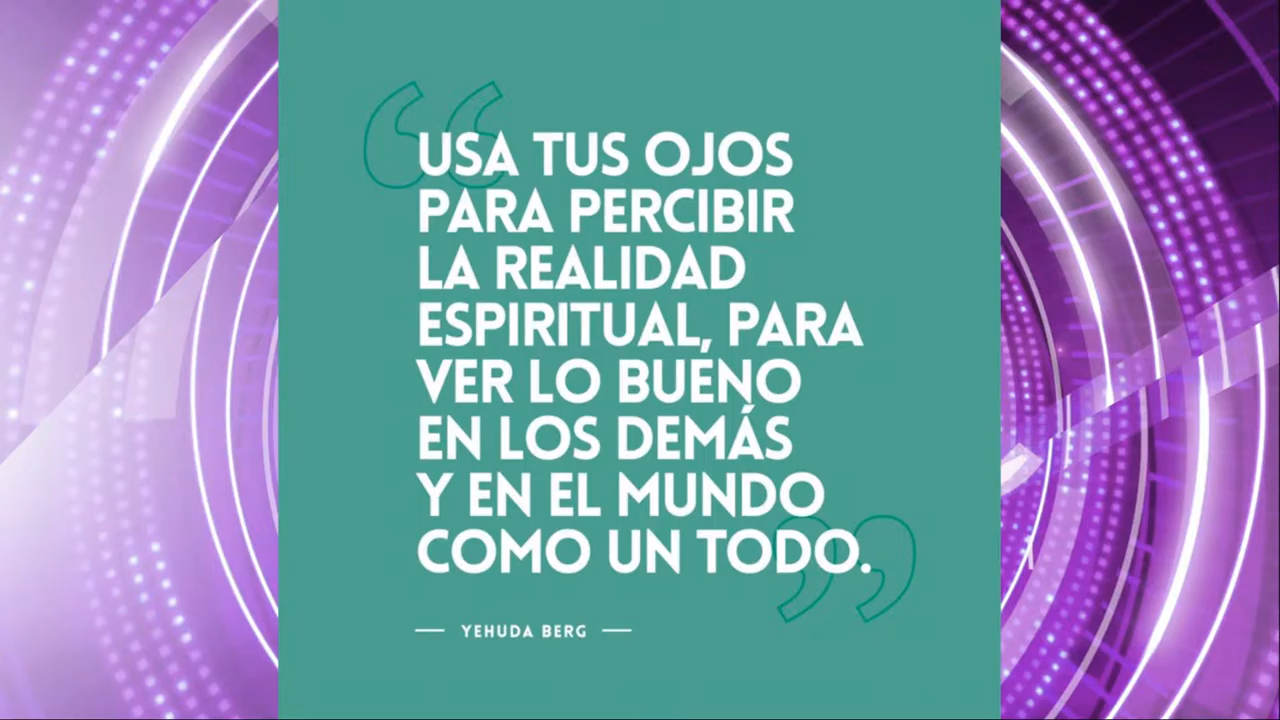 USA TUS OJOS
PARA PERCIBIR
LA REALIDAD
ESPIRITUAL, PARA
VER LO BUENO
EN LOS DEMÁS
Y EN EL MUNDO
COMO UN TODO.
— YEHUDA BERG —